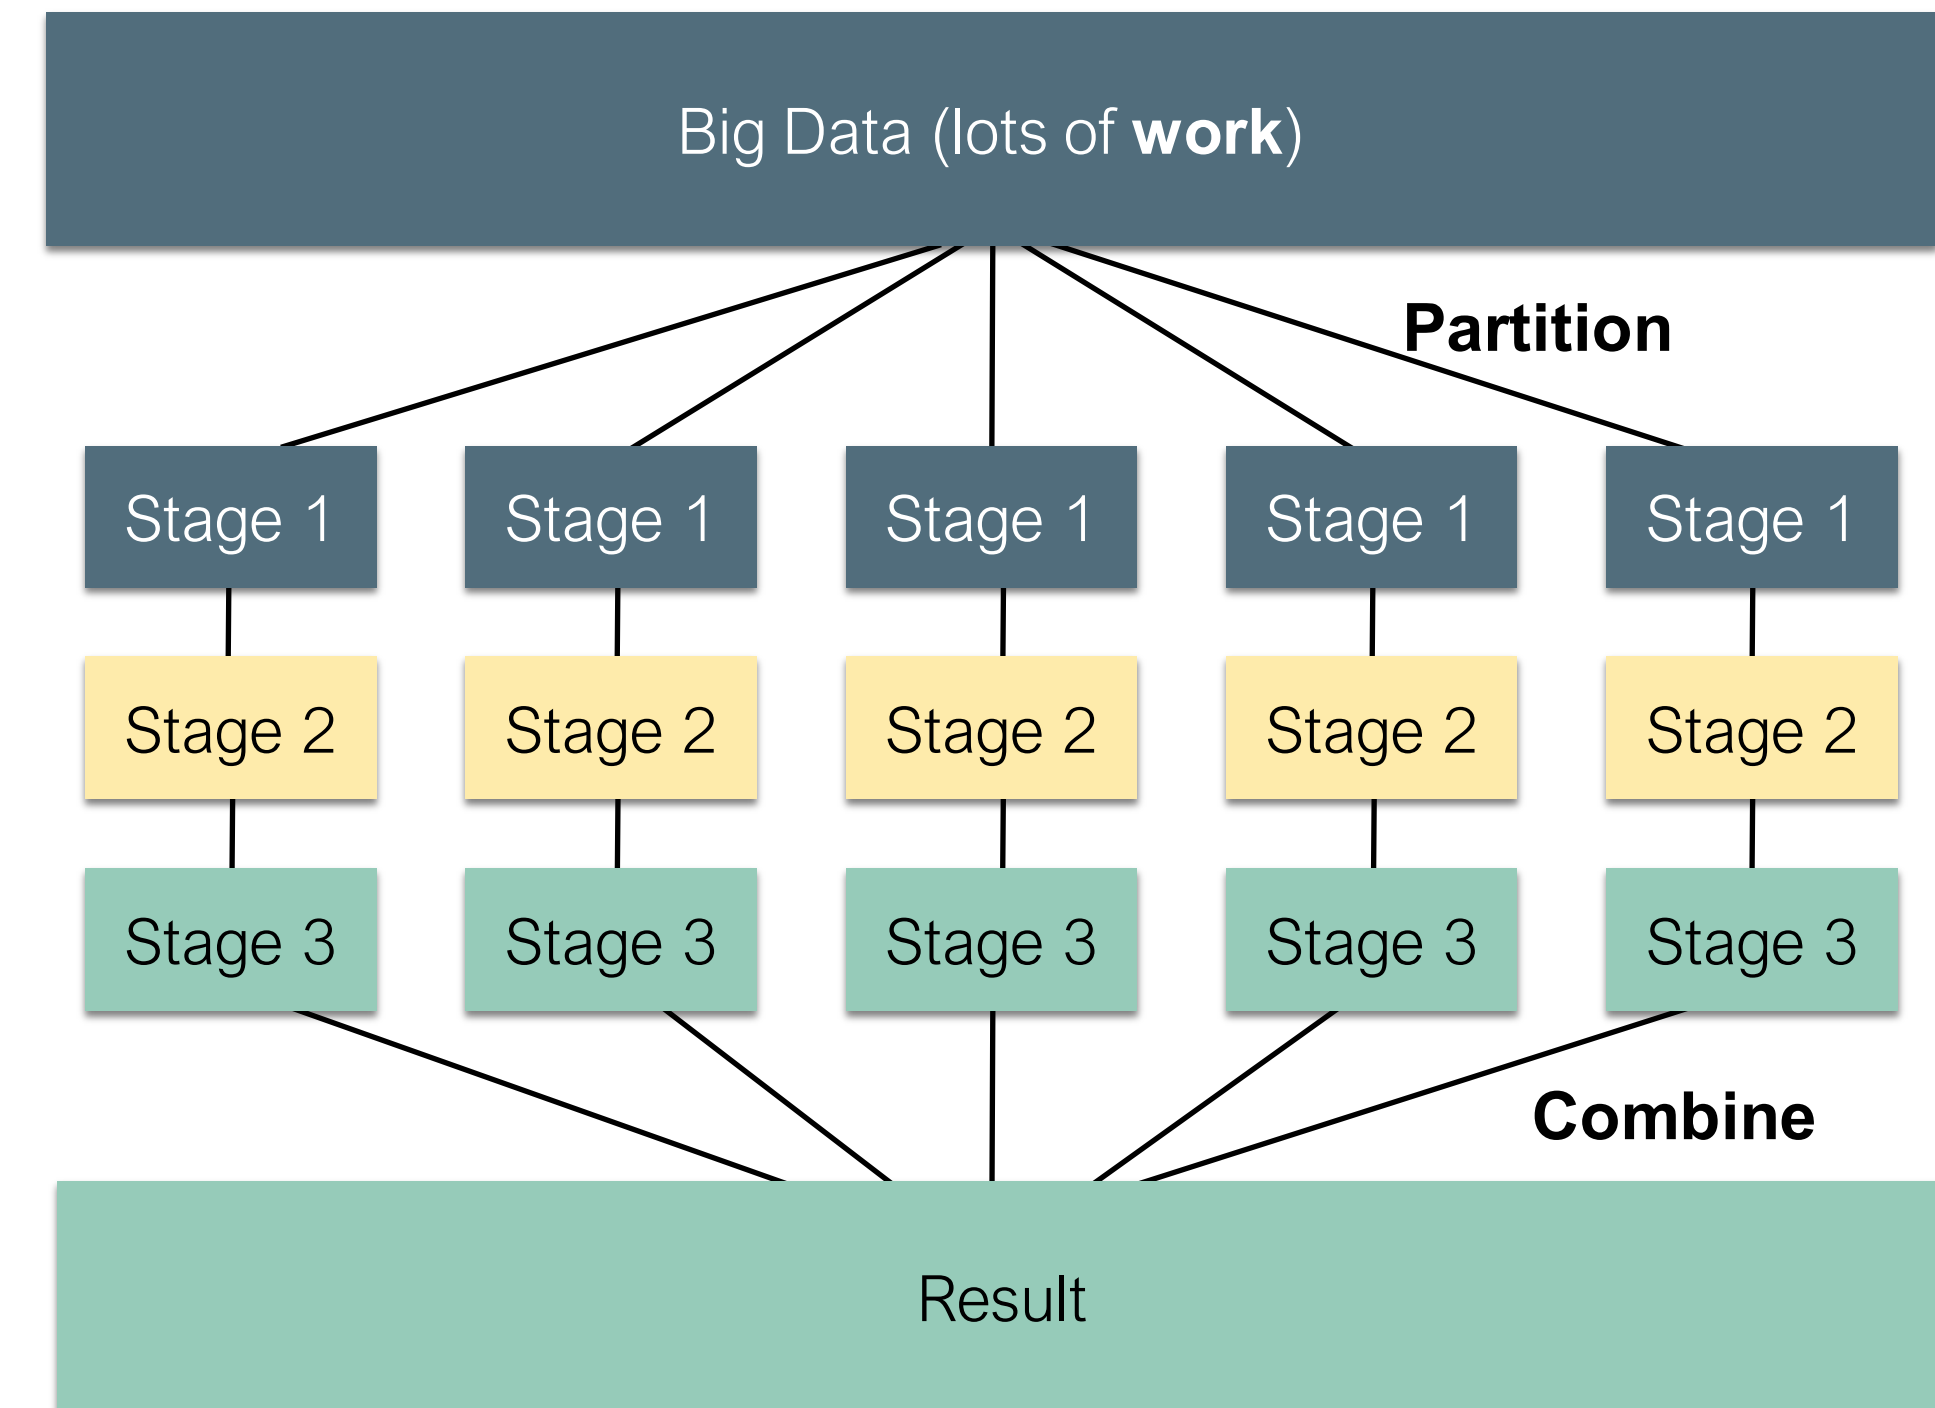 Big Data (lots of work)
Partition
Stage 1 Stage 1 Stage 1 Stage 1 Stage 1
Stage 2 Stage 2 Stage 2 Stage 2 Stage 2
Stage 3 Stage 3 Stage 3 Stage 3 Stage 3
Combine
Result